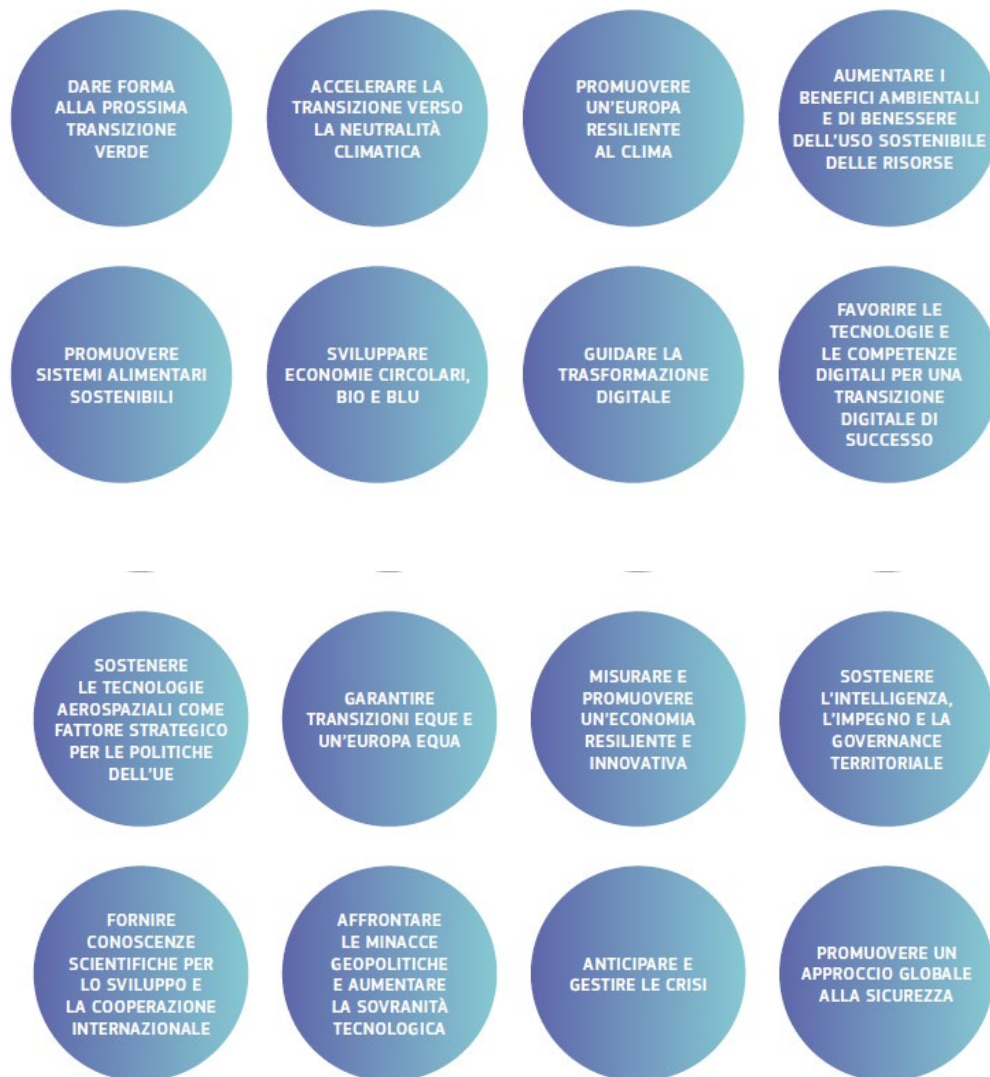 DARE FORMA
ALLA PROSSIMA
TRANSIZIONE
VERDE
ACCELERARE LA
TRANSIZIONE VERSO
LA NEUTRALITÀ
CLIMATICA
PROMUOVERE
UN'EUROPA
RESILIENTE
AL CLIMA
AUMENTARE I
BENEFICI AMBIENTALI
E DI BENESSERE
DELL'USO SOSTENIBILE
DELLE RISORSE
PROMUOVERE
SISTEMI ALIMENTARI
SOSTENIBILI
SVILUPPARE
ECONOMIE CIRCOLARI,
BIO E BLU
GUIDARE LA
TRASFORMAZIONE
DIGITALE
FAVORIRE LE
TECNOLOGIE E
LE COMPETENZE
DIGITALI PER UNA
TRANSIZIONE
DIGITALE DI
SUCCESSO
SOSTENERE
LE TECNOLOGIE
AEROSPAZIALI COME
FATTORE STRATEGICO
PER LE POLITICHE
DELL'UE
GARANTIRE
TRANSIZIONI EQUE E
UN'EUROPA EQUA
MISURARE E
PROMUOVERE
UN'ECONOMIA
RESILIENTE E
INNOVATIVA
SOSTENERE
L'INTELLIGENZA,
L'IMPEGNO E LA
GOVERNANCE
TERRITORIALE
FORNIRE
CONOSCENZE
SCIENTIFICHE PER
LO SVILUPPO E
LA COOPERAZIONE
INTERNAZIONALE
AFFRONTARE
LE MINACCE
GEOPOLITICHE
E AUMENTARE
LA SOVRANITÀ
TECNOLOGICA
ANTICIPARE E
GESTIRE LE CRISI
PROMUOVERE UN
APPROCCIO GLOBALE
ALLA SICUREZZA